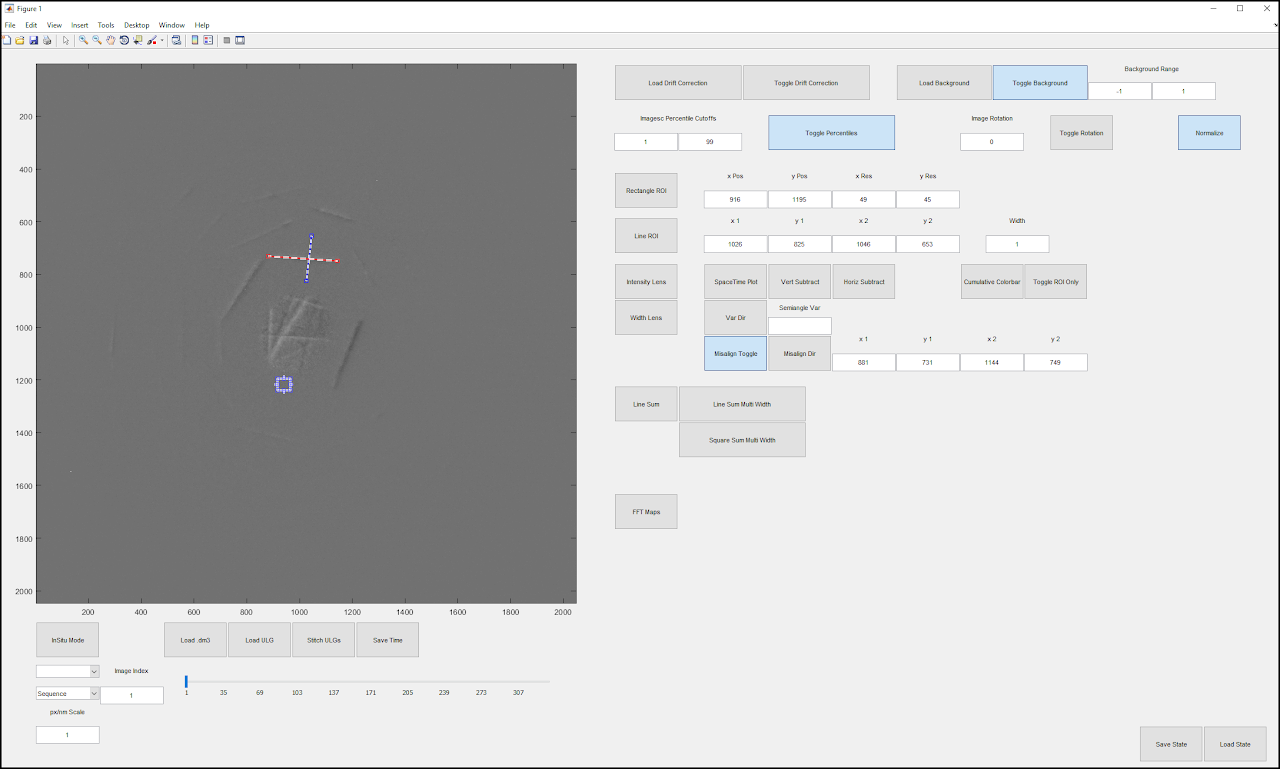 Figure 1
File Edit View Insert Tools Desktop Window Help
200
400
600
800
1000
1200
1400
1600
1800
2000
200 400 600 800 1000 1200 1400 1600 1800 2000
Load Drift Correction Toggle Drift Correction Load Background Toggle Background Background Range
-1 1
Imagesc Percentile Cutoffs Toggle Percentiles Image Rotation Toggle Rotation Normalize
1 99 0
x Pos y Pos x Res y Res
Rectangle ROI 916 1195 49 45
x 1 y 1 x 2 y 2 Width
Line ROI 1026 825 1046 653 1
Intensity Lens SpaceTime Plot Vert Subtract Horiz Subtract Cumulative Colorbar Toggle ROI Only
Width Lens Var Dir Semiangle Var
x 1 y 1 x 2 y 2
Misalign Toggle Misalign Dir 881 731 1144 749
Line Sum Line Sum Multi Width
Square Sum Multi Width
FFT Maps
InSitu Mode Load .dm3 Load ULG Stitch ULGs Save Time
Image Index
Sequence 1
1 35 69 103 137 171 205 239 273 307
px/nm Scale
1
Save State Load State